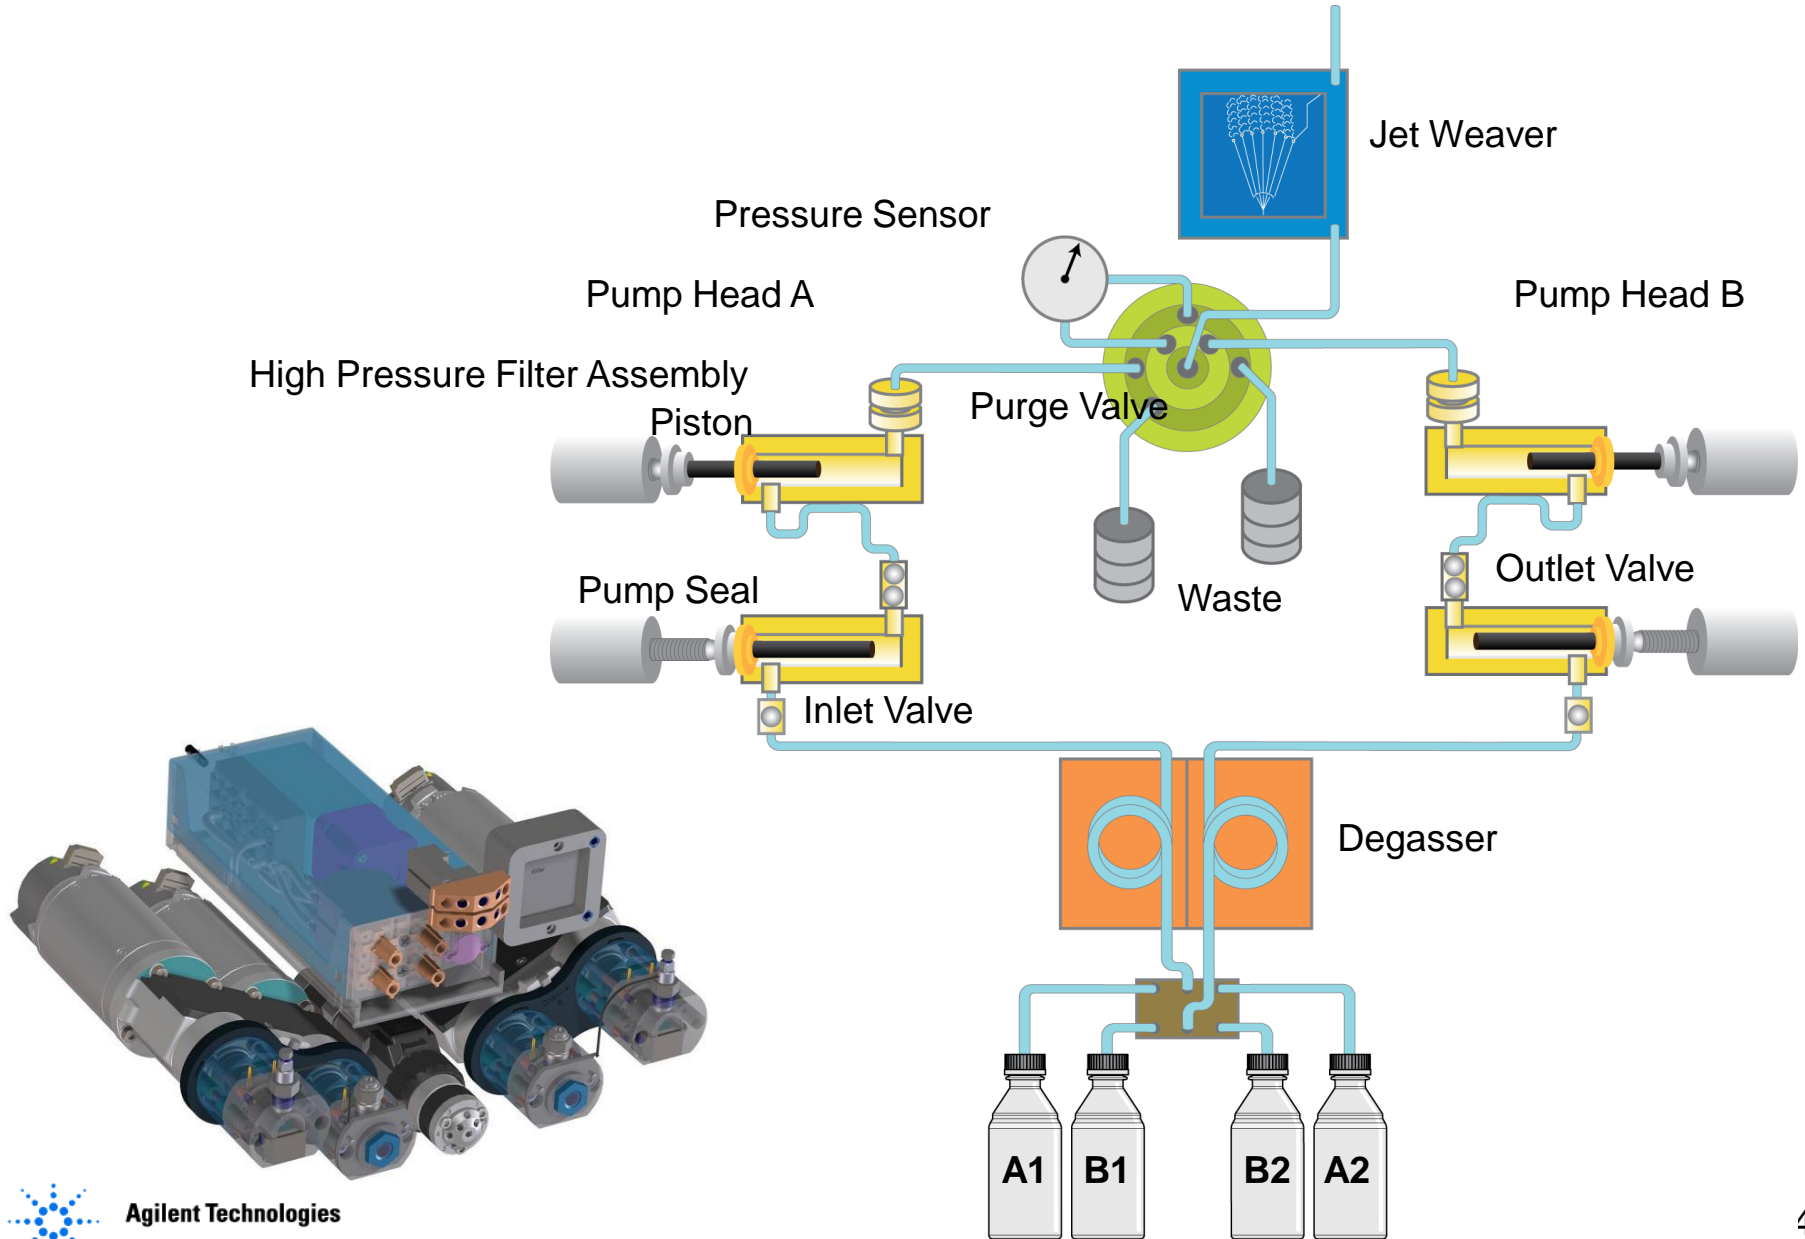 Jet Weaver
Pressure Sensor
Pump Head A
Pump Head B
High Pressure Filter Assembly
Piston
Purge Valve
Pump Seal
Outlet Valve
Waste
Inlet Valve
Degasser
A1
B1
B2
A2
Agilent Technologies